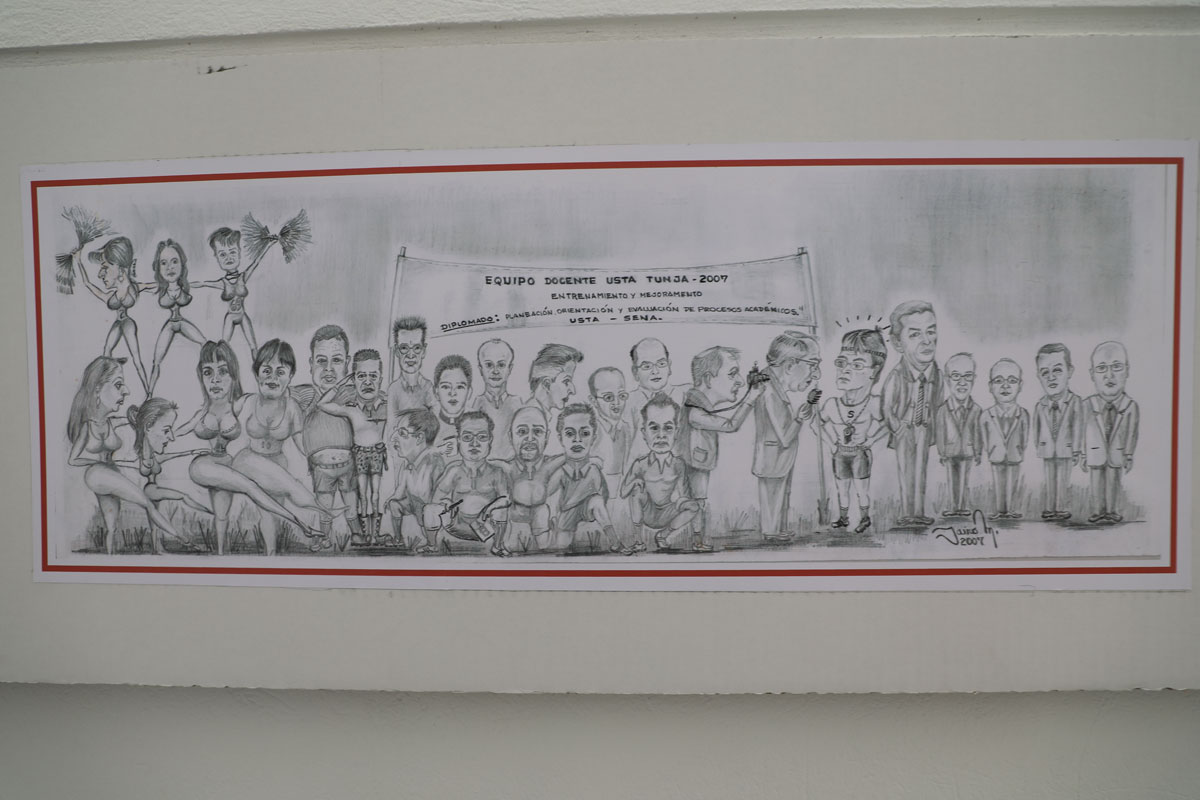 EQUIPO DOCENTE USTA TUNJA - 2007
ENTRENAMIENTO Y MEJORAMIENTO
DIPLOMADO: PLANEACIÓN, ORIENTACIÓN Y EVALUACIÓN DE PROCESOS ACADÉMICOS."
USTA - SENA.
S
2007